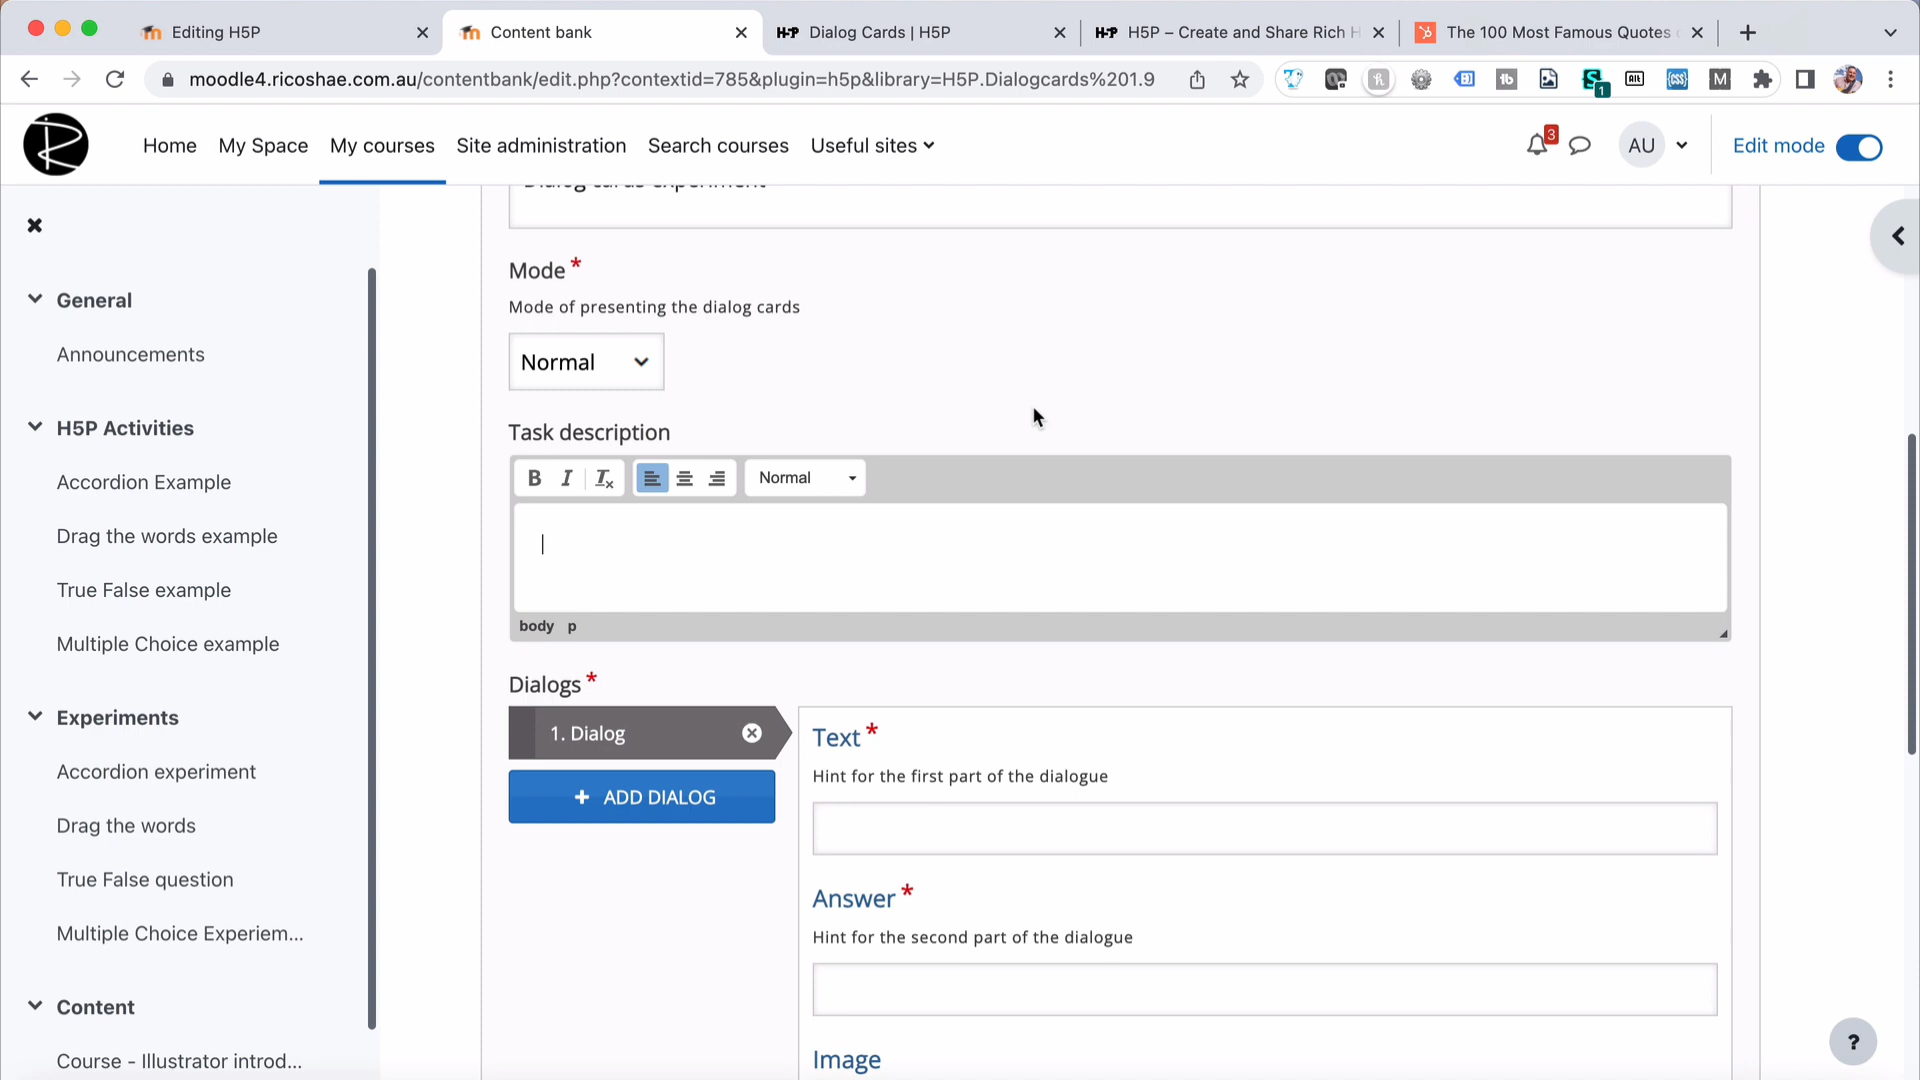 Editing H5P
Content bank
H-P Dialog Cards | H5P
H-P H5P – Create and Share Rich H
The 100 Most Famous Quotes
moodle4.ricoshae.com.au/contentbank/edit.php?contextid=785&plugin=h5p&library=H5P.Dialogcards%201.9
1
Home
My Space
My courses
Site administration
Search courses
Useful sites
3
AU
Edit mode
Dialog cards experiment
General
Announcements
H5P Activities
Accordion Example
Drag the words example
True False example
Multiple Choice example
Experiments
Accordion experiment
Drag the words
True False question
Multiple Choice Experiem...
Content
Course - Illustrator introd...
Mode *
Mode of presenting the dialog cards
Normal
Task description
B I Tx Normal
body p
Dialogs *
1. Dialog
+ ADD DIALOG
Text *
Hint for the first part of the dialogue
Answer *
Hint for the second part of the dialogue
Image
?